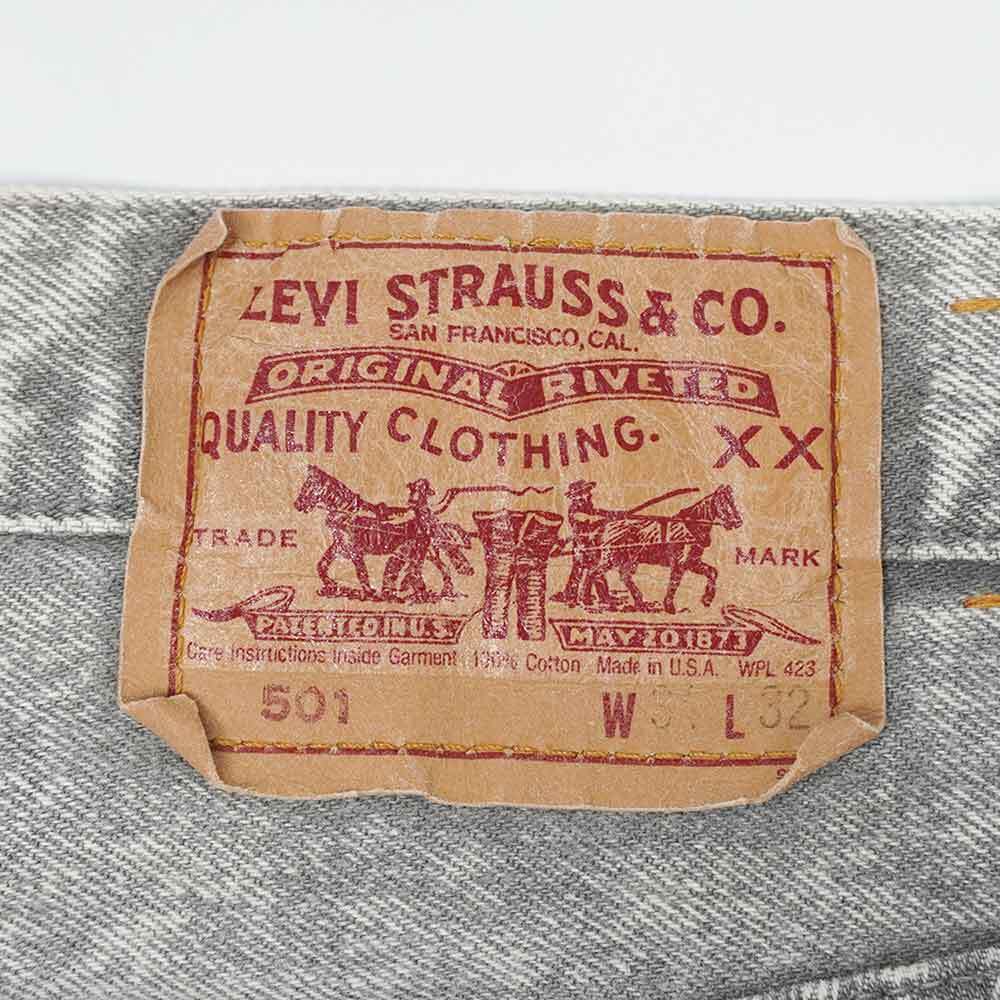 LEVI STRAUSS & CO.
SAN FRANCISCO, CAL.
ORIGINAL RIVETED
QUALITY CLOTHING. XX
TRADE MARK
PATENTED IN U.S. MAY 20 1873
Care Instructions Inside Garment 100% Cotton Made in U.S.A. WPL 423
501 W L 32